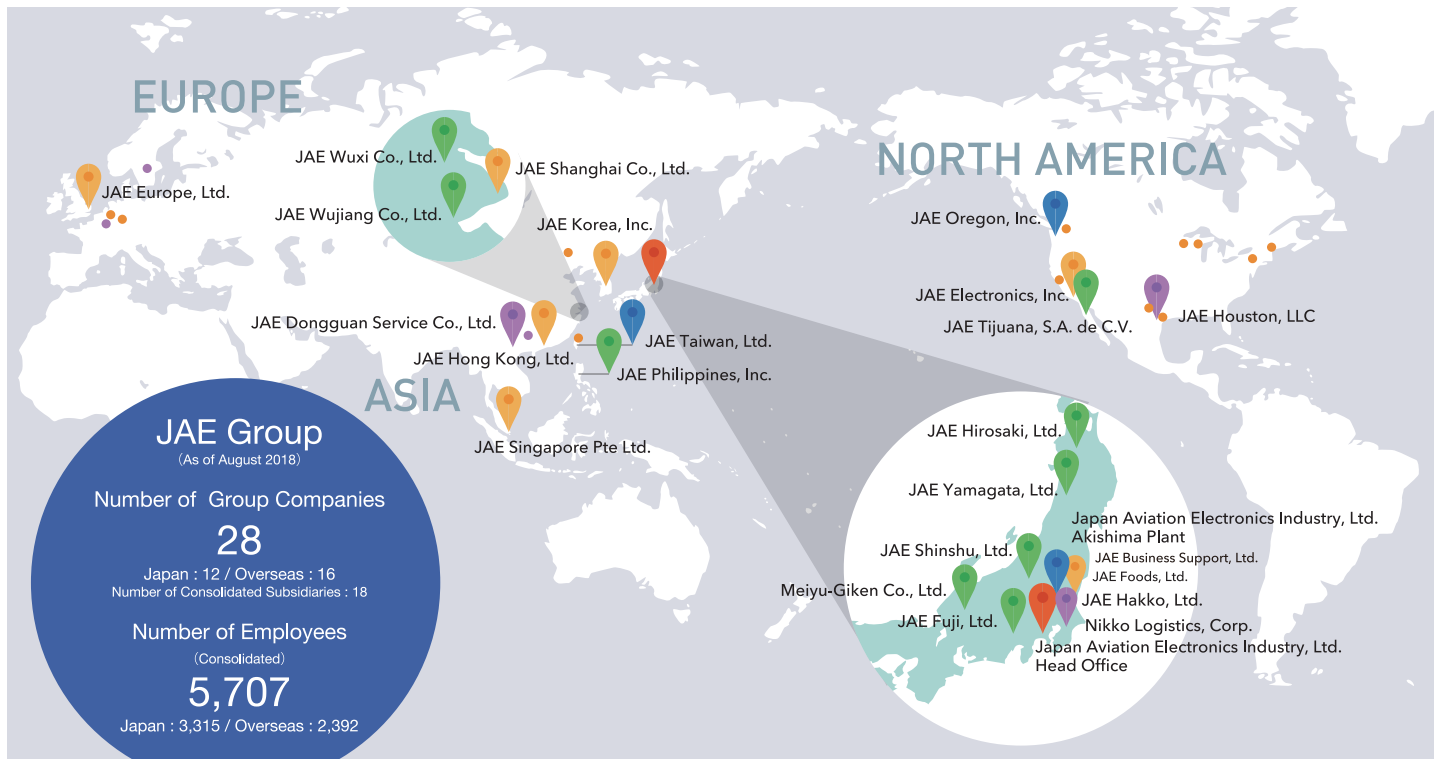 EUROPE
JAE Europe, Ltd.
JAE Wuxi Co., Ltd.
JAE Shanghai Co., Ltd.
JAE Wujiang Co., Ltd.
JAE Korea, Inc.
JAE Dongguan Service Co., Ltd.
JAE Hong Kong, Ltd.
JAE Taiwan, Ltd.
JAE Philippines, Inc.
ASIA
JAE Singapore Pte Ltd.
NORTH AMERICA
JAE Oregon, Inc.
JAE Electronics, Inc.
JAE Tijuana, S.A. de C.V.
JAE Houston, LLC
JAE Group
(As of August 2018)
Number of Group Companies
28
Japan : 12 / Overseas : 16
Number of Consolidated Subsidiaries : 18
Number of Employees
(Consolidated)
5,707
Japan : 3,315 / Overseas : 2,392
JAE Hirosaki, Ltd.
JAE Yamagata, Ltd.
Japan Aviation Electronics Industry, Ltd.
Akishima Plant
JAE Shinshu, Ltd.
JAE Business Support, Ltd.
JAE Foods, Ltd.
Meiyu-Giken Co., Ltd.
JAE Hakko, Ltd.
JAE Fuji, Ltd.
Nikko Logistics, Corp.
Japan Aviation Electronics Industry, Ltd.
Head Office